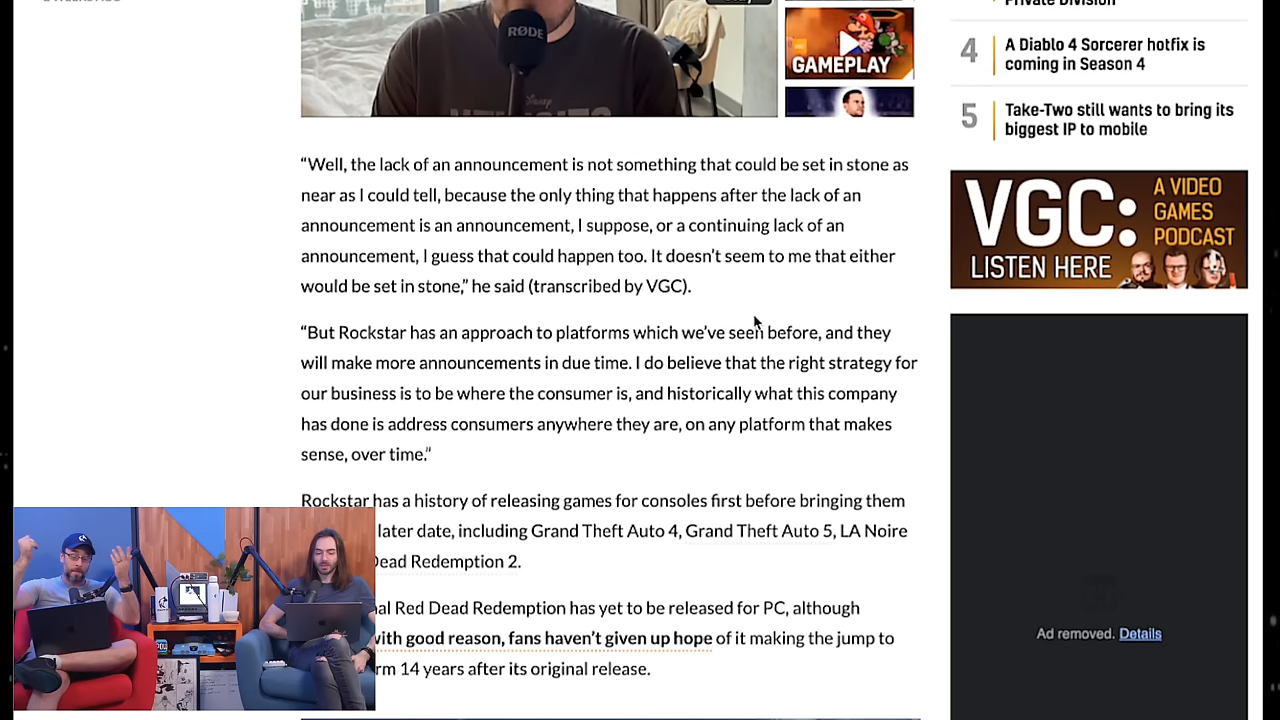 RØDE
Disney
GAMEPLAY
"Well, the lack of an announcement is not something that could be set in stone as
near as I could tell, because the only thing that happens after the lack of an
announcement is an announcement, I suppose, or a continuing lack of an
announcement, I guess that could happen too. It doesn't seem to me that either
would be set in stone," he said (transcribed by VGC).
"But Rockstar has an approach to platforms which we've seen before, and they
will make more announcements in due time. I do believe that the right strategy for
our business is to be where the consumer is, and historically what this company
has done is address consumers anywhere they are, on any platform that makes
sense, over time."
Rockstar has a history of releasing games for consoles first before bringing them
later date, including Grand Theft Auto 4, Grand Theft Auto 5, LA Noire
Dead Redemption 2.
al Red Dead Redemption has yet to be released for PC, although
with good reason, fans haven't given up hope of it making the jump to
rm 14 years after its original release.
Private Division
4 A Diablo 4 Sorcerer hotfix is
coming in Season 4
5 Take-Two still wants to bring its
biggest IP to mobile
VGC: A VIDEO
GAMES
PODCAST
LISTEN HERE
Ad removed. Details